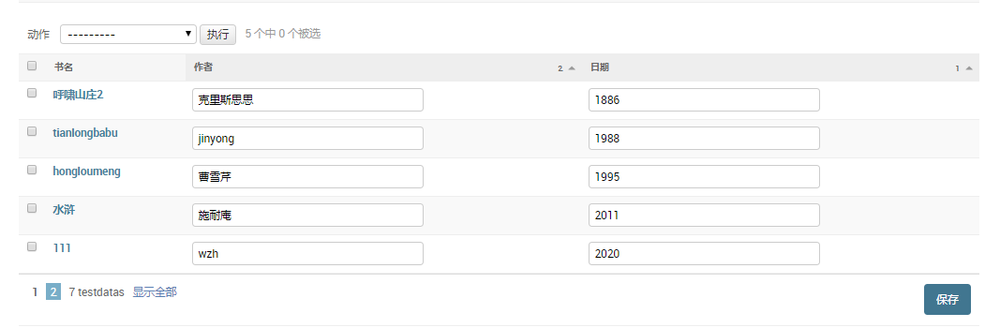 动作 --------- 执行 5 个中 0 个被选
书名 作者 2 日期 1
呼啸山庄2 克里斯思思 1886
tianlongbabu jinyong 1988
hongloumeng 曹雪芹 1995
水浒 施耐庵 2011
111 wzh 2020
1 2 7 testdatas 显示全部 保存